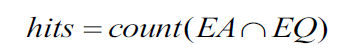 hits = count(EA ∩ EQ)